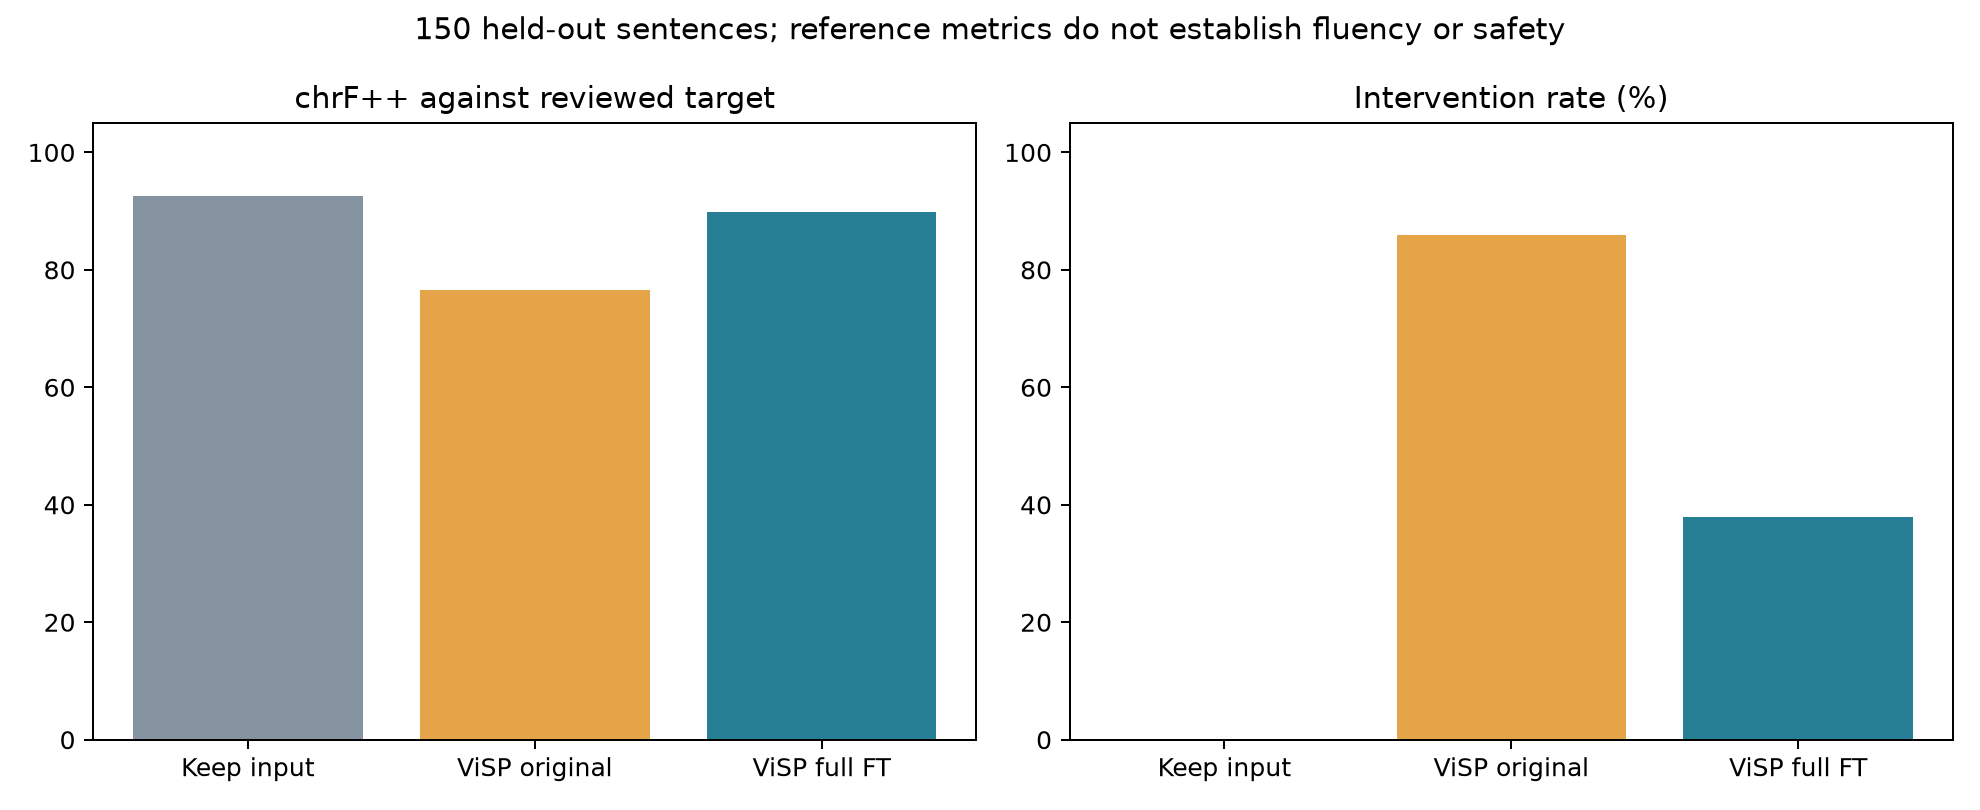 150 held-out sentences; reference metrics do not establish fluency or safety
chrF++ against reviewed target
100
80
60
40
20
0
Keep input
ViSP original
ViSP full FT
Intervention rate (%)
100
80
60
40
20
0
Keep input
ViSP original
ViSP full FT